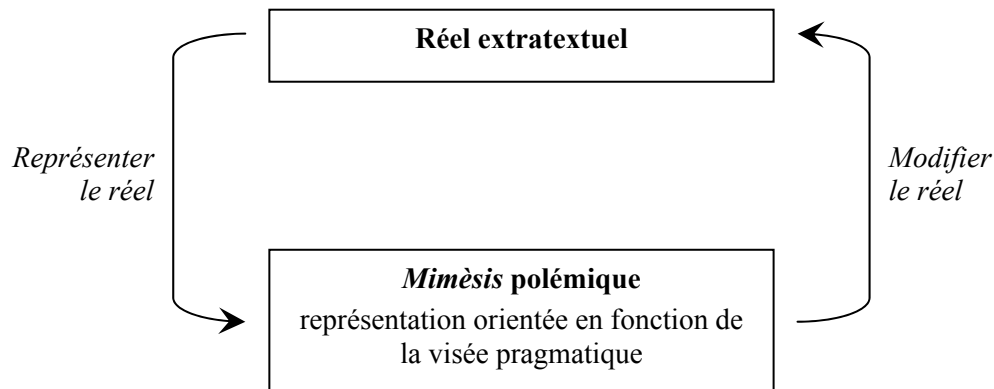 Réel extratextuel
Représenter
le réel
Modifier
le réel
Mimèsis polémique
représentation orientée en fonction de
la visée pragmatique